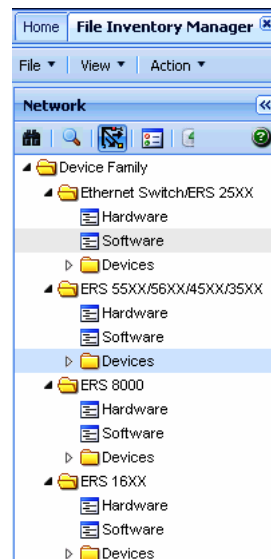 Home File Inventory Manager
File View Action
Network
Device Family
Ethernet Switch/ERS 25XX
Hardware
Software
Devices
ERS 55XX/56XX/45XX/35XX
Hardware
Software
Devices
ERS 8000
Hardware
Software
Devices
ERS 16XX
Hardware
Software
Devices